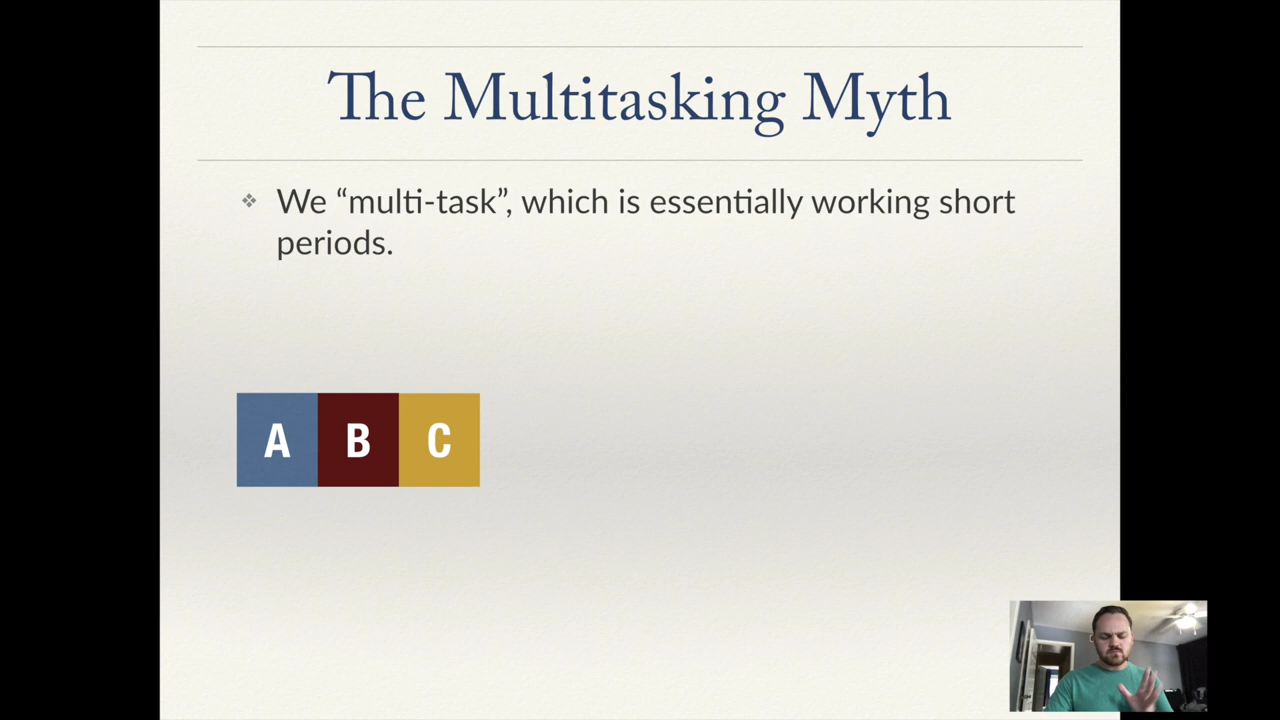 The Multitasking Myth
We “multi-task”, which is essentially working short
periods.
A B C